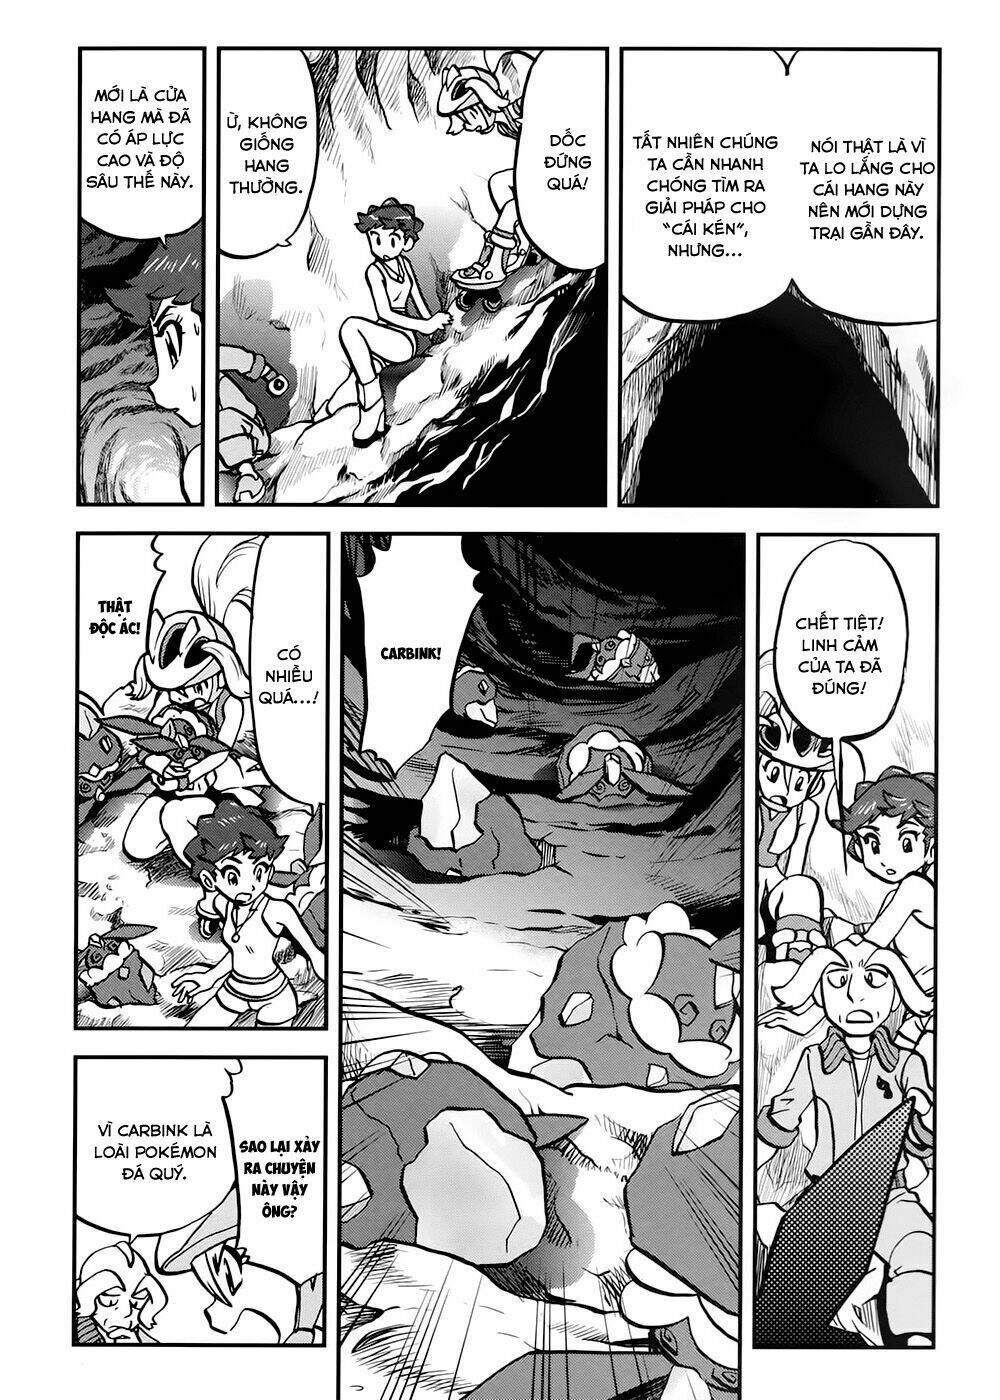 NÓI THẬT LÀ VÌ
TA LO LẮNG CHO
CÁI HANG NÀY
NÊN MỚI DỰNG
TRẠI GẦN ĐÂY.
TẤT NHIÊN CHÚNG
TA CẦN NHANH
CHÓNG TÌM RA
GIẢI PHÁP CHO
“CÁI KÉN”,
NHƯNG...
DỐC
ĐỨNG
QUÁ!
Ừ, KHÔNG
GIỐNG
HANG
THƯỜNG.
MỚI LÀ CỬA
HANG MÀ ĐÃ
CÓ ÁP LỰC
CAO VÀ ĐỘ
SÂU THẾ NÀY.
CHẾT TIỆT!
LINH CẢM
CỦA TA ĐÃ
ĐÚNG!
CARBINK!
CÓ
NHIỀU
QUÁ...!
THẬT
ĐỘC ÁC!
SAO LẠI XẢY
RA CHUYỆN
NÀY VẬY
ÔNG?
VÌ CARBINK LÀ
LOÀI POKÉMON
ĐÁ QUÝ.